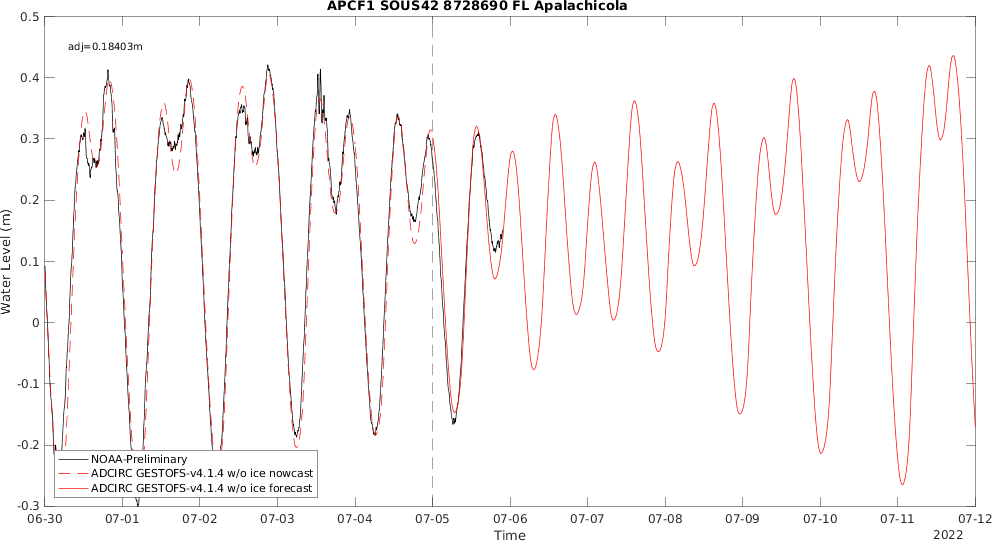 APCF1 SOUS42 8728690 FL Apalachicola
adj=0.18403m
Water Level (m)
0.5
0.4
0.3
0.2
0.1
0
-0.1
-0.2
-0.3
NOAA-Preliminary
ADCIRC GESTOFS-v4.1.4 w/o ice nowcast
ADCIRC GESTOFS-v4.1.4 w/o ice forecast
06-30 07-01 07-02 07-03 07-04 07-05 07-06 07-07 07-08 07-09 07-10 07-11 07-12
Time
2022